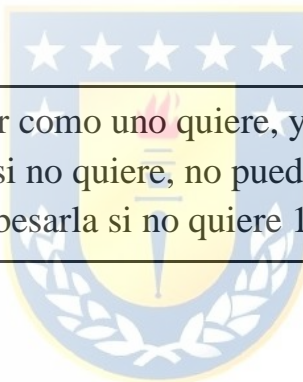 r como uno quiere, y
si no quiere, no pued
besarla si no quiere 1